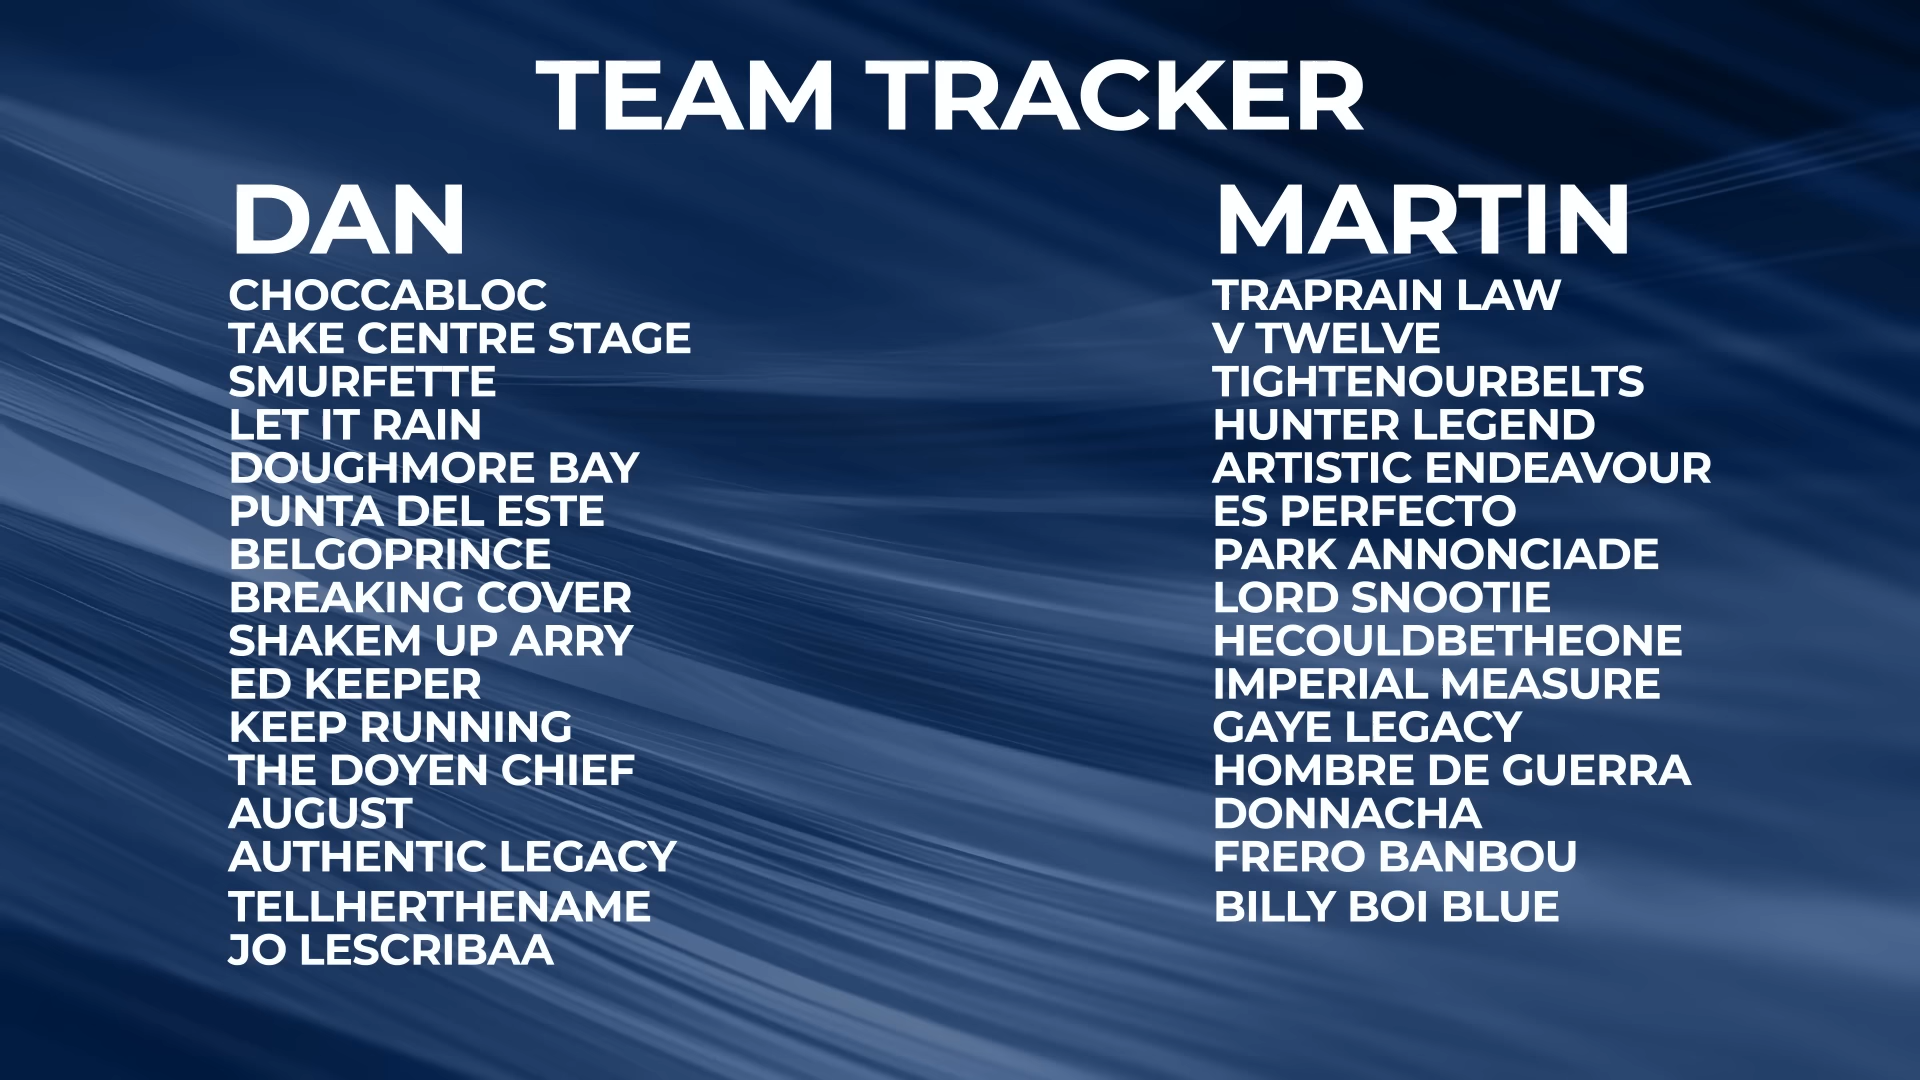 TEAM TRACKER
DAN
CHOCCABLOC
TAKE CENTRE STAGE
SMURFETTE
LET IT RAIN
DOUGHMORE BAY
PUNTA DEL ESTE
BELGOPRINCE
BREAKING COVER
SHAKEM UP ARRY
ED KEEPER
KEEP RUNNING
THE DOYEN CHIEF
AUGUST
AUTHENTIC LEGACY
TELLHERTHENAME
JO LESCRIBAA
MARTIN
TRAPRAIN LAW
V TWELVE
TIGHTENOURBELTS
HUNTER LEGEND
ARTISTIC ENDEAVOUR
ES PERFECTO
PARK ANNONCIADE
LORD SNOOTIE
HECOULDBETHEONE
IMPERIAL MEASURE
GAYE LEGACY
HOMBRE DE GUERRA
DONNACHA
FRERO BANBOU
BILLY BOI BLUE